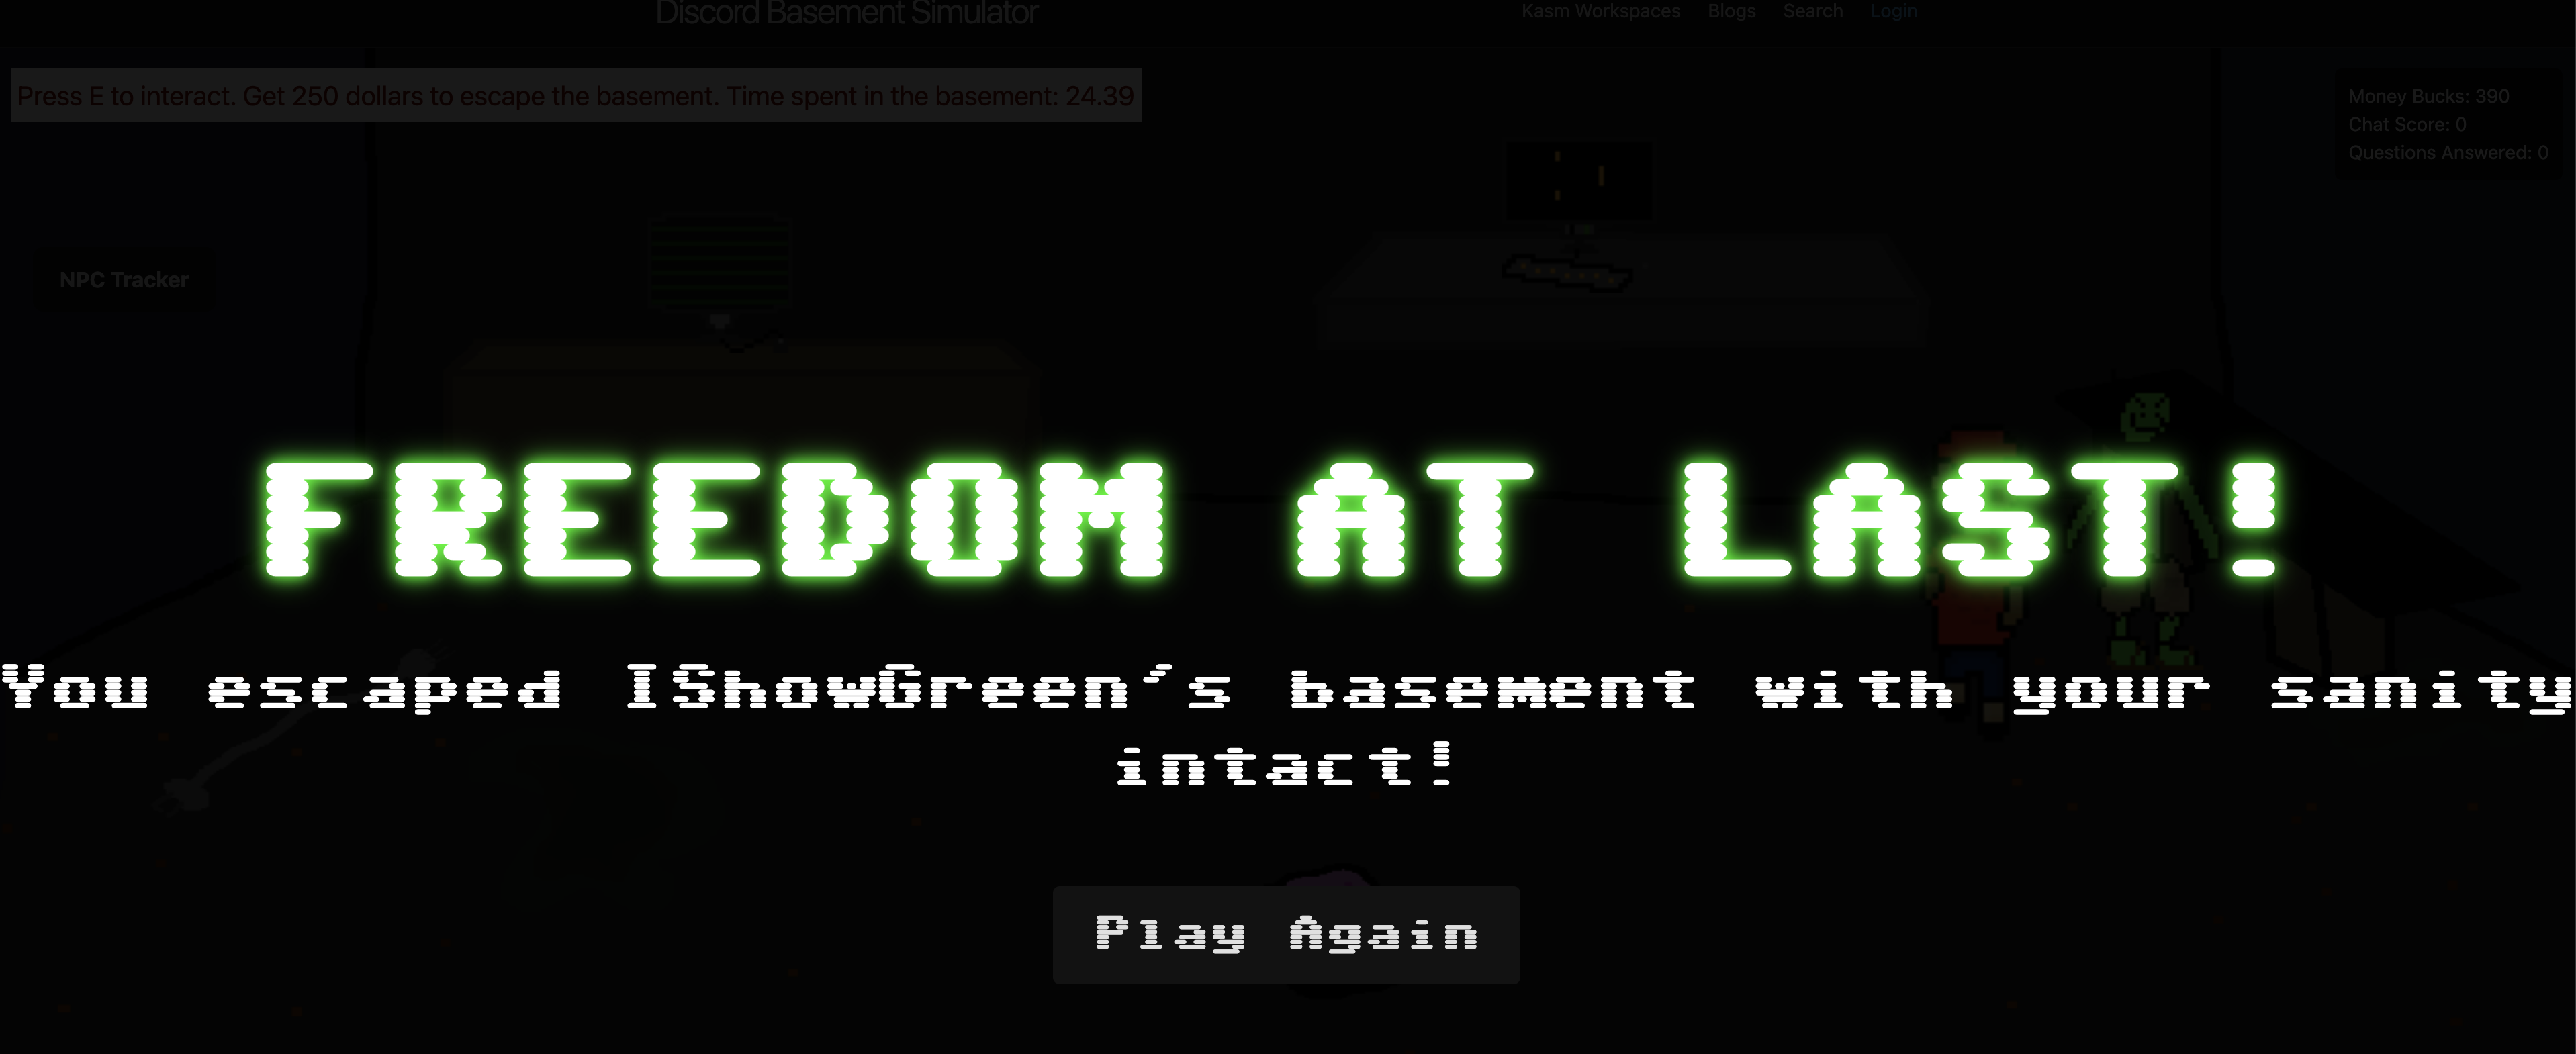 Discord Basement Simulator
Kasm Workspaces Blogs Search Login
Press E to interact. Get 250 dollars to escape the basement. Time spent in the basement: 24.39
Money Bucks: 390
Chat Score: 0
Questions Answered: 0
NPC Tracker
FREEDOM AT LAST!
You escaped IShowGreen's basement with your sanity
intact!
Play Again